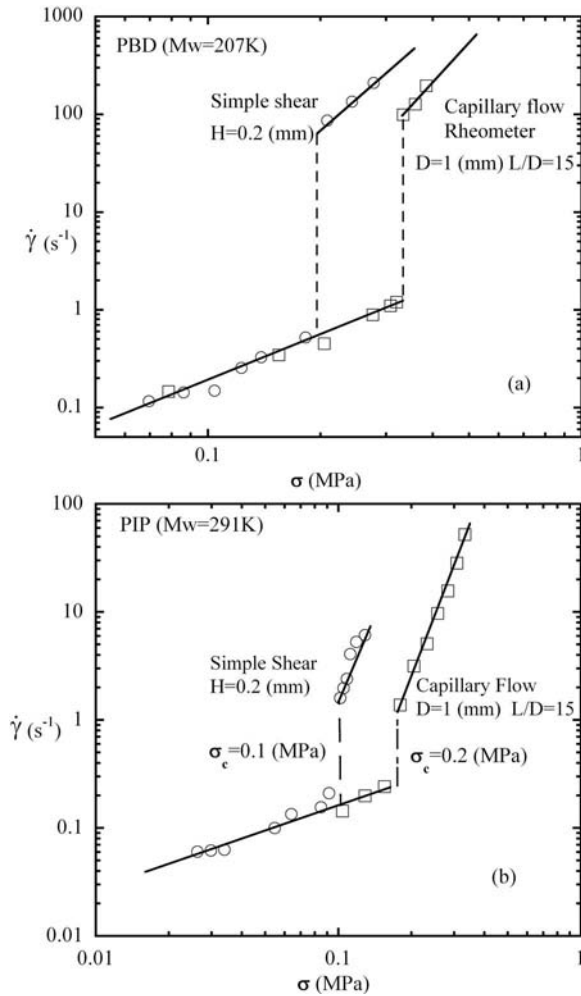 1000
PBD (Mw=207K)
Simple shear
H=0.2 (mm)
Capillary flow
Rheometer
D=1 (mm) L/D=15
100
10
γ̇ (s⁻¹)
1
0.1
(a)
0.1
1
σ (MPa)
100
PIP (Mw=291K)
10
Simple Shear
H=0.2 (mm)
Capillary Flow
D=1 (mm) L/D=15
γ̇ (s⁻¹)
1
σc=0.1 (MPa)
σc=0.2 (MPa)
0.1
(b)
0.01
0.01
0.1
1
σ (MPa)